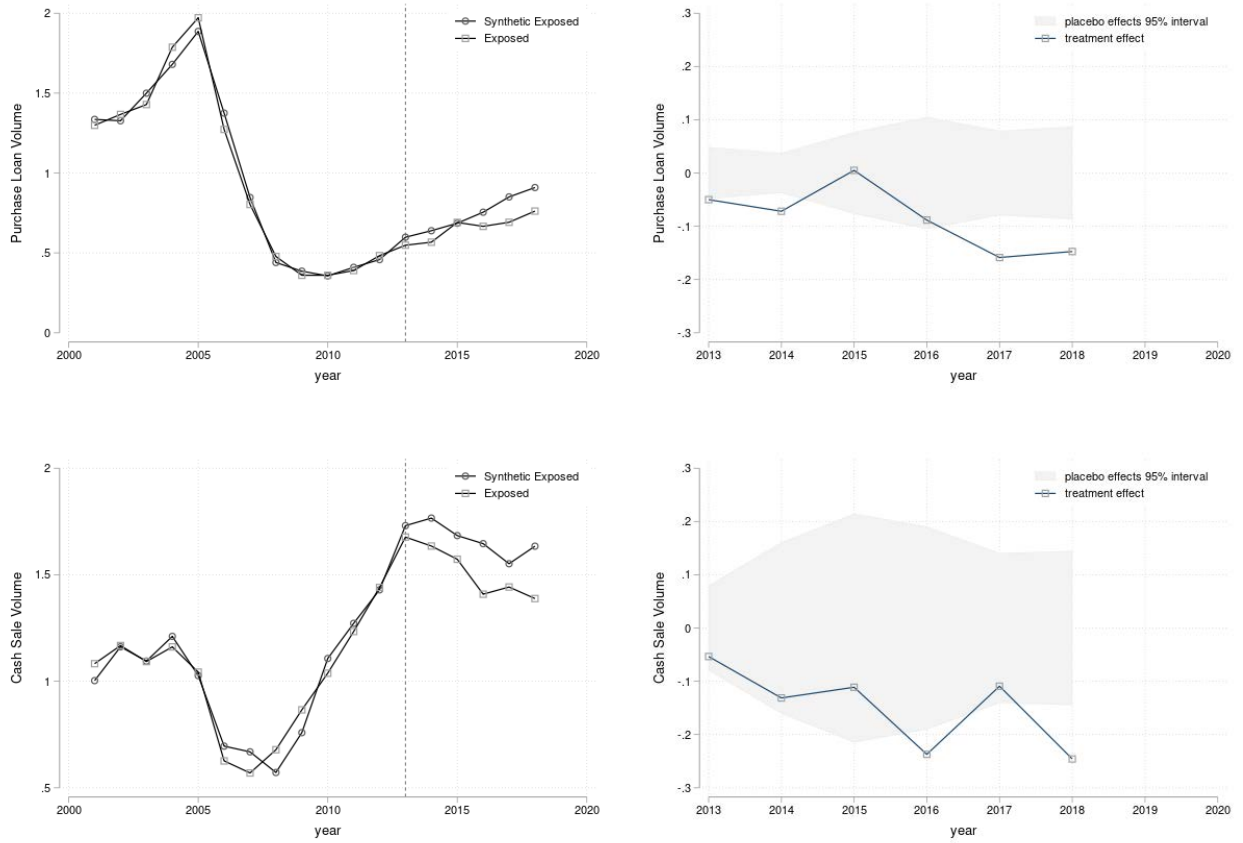 2
1.5
1
.5
0
Purchase Loan Volume
Synthetic Exposed
Exposed
2000 2005 2010 2015 2020
year
.3
.2
.1
0
-.1
-.2
-.3
Purchase Loan Volume
placebo effects 95% interval
treatment effect
2013 2014 2015 2016 2017 2018 2019 2020
year
2
1.5
1
.5
Cash Sale Volume
Synthetic Exposed
Exposed
2000 2005 2010 2015 2020
year
.3
.2
.1
0
-.1
-.2
-.3
Cash Sale Volume
placebo effects 95% interval
treatment effect
2013 2014 2015 2016 2017 2018 2019 2020
year